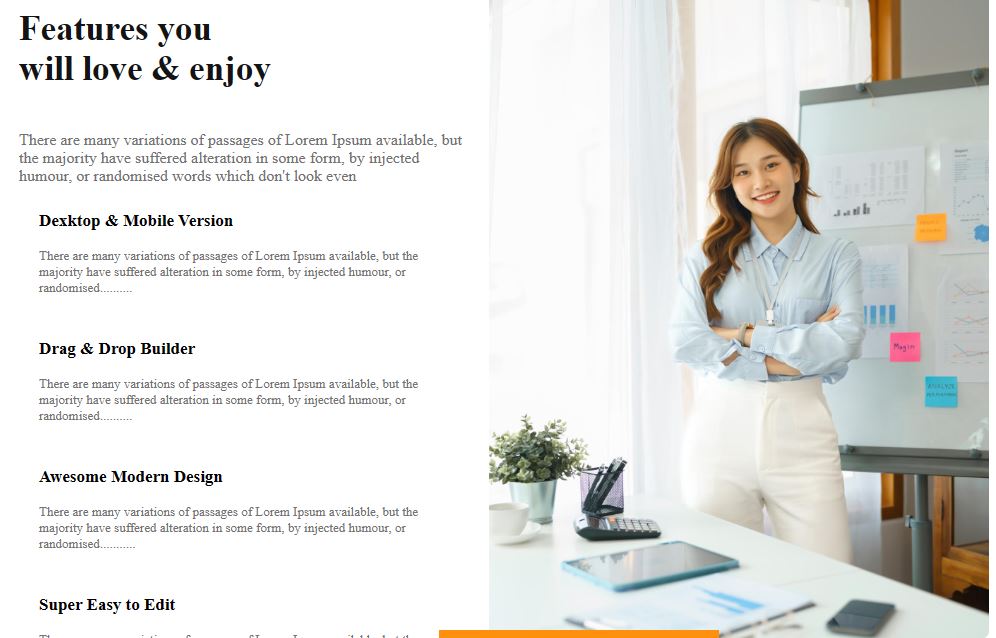 Features you
will love & enjoy
There are many variations of passages of Lorem Ipsum available, but
the majority have suffered alteration in some form, by injected
humour, or randomised words which don't look even
Dexktop & Mobile Version
There are many variations of passages of Lorem Ipsum available, but the
majority have suffered alteration in some form, by injected humour, or
randomised..........
Drag & Drop Builder
There are many variations of passages of Lorem Ipsum available, but the
majority have suffered alteration in some form, by injected humour, or
randomised..........
Awesome Modern Design
There are many variations of passages of Lorem Ipsum available, but the
majority have suffered alteration in some form, by injected humour, or
randomised...........
Super Easy to Edit
Margin
ANALYZE